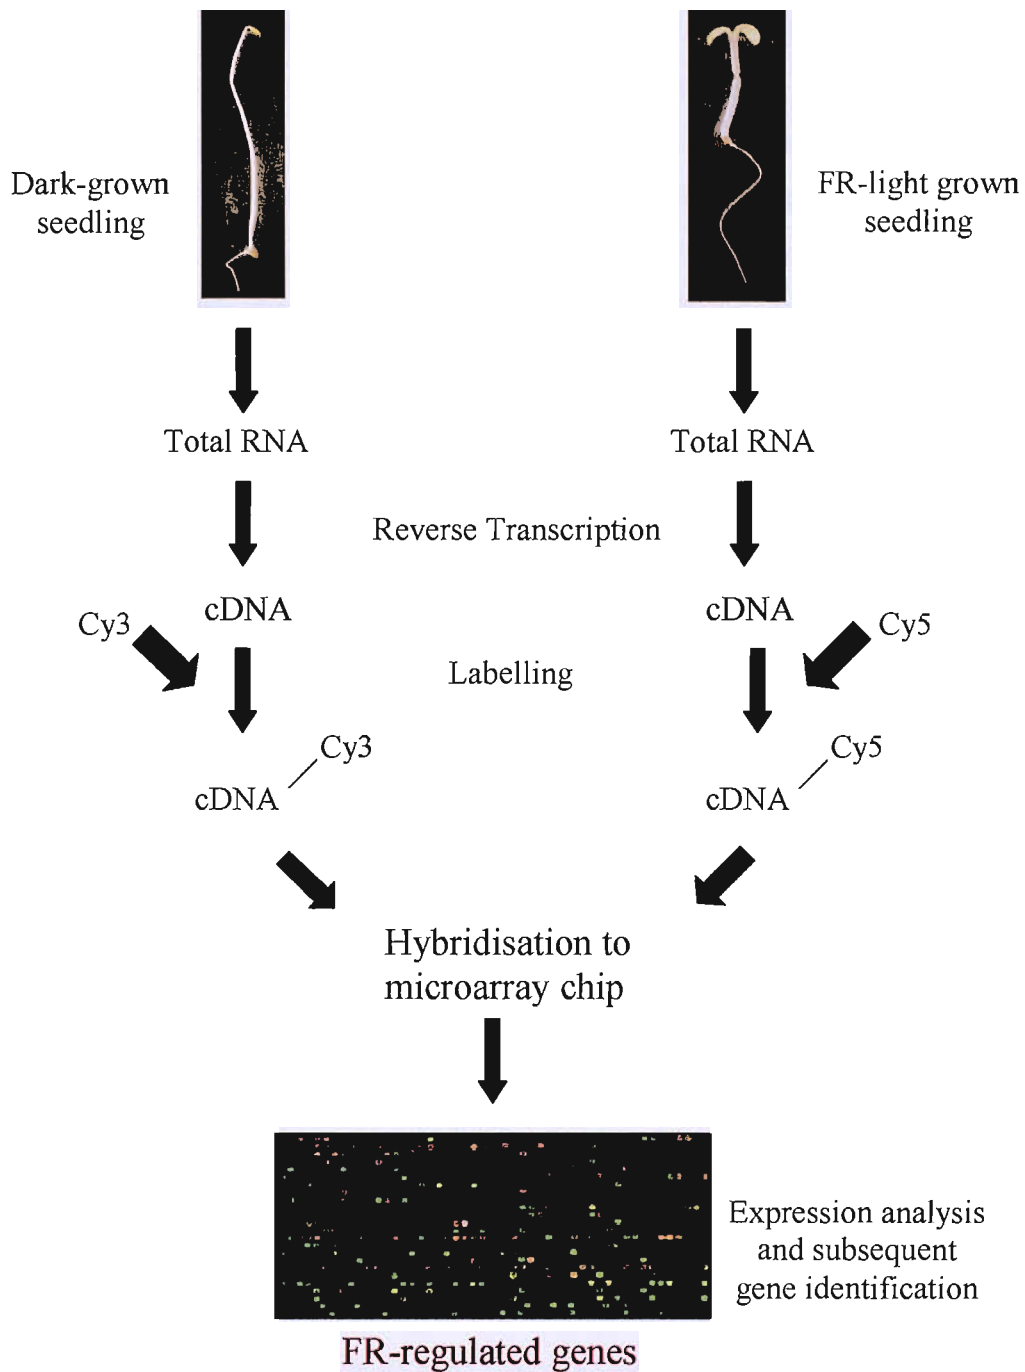 Dark-grown
seedling
FR-light grown
seedling
Total RNA
Total RNA
Reverse Transcription
cDNA
cDNA
Cy3
Cy5
Labelling
Cy3
cDNA
Cy5
cDNA
Hybridisation to
microarray chip
Expression analysis
and subsequent
gene identification
FR-regulated genes